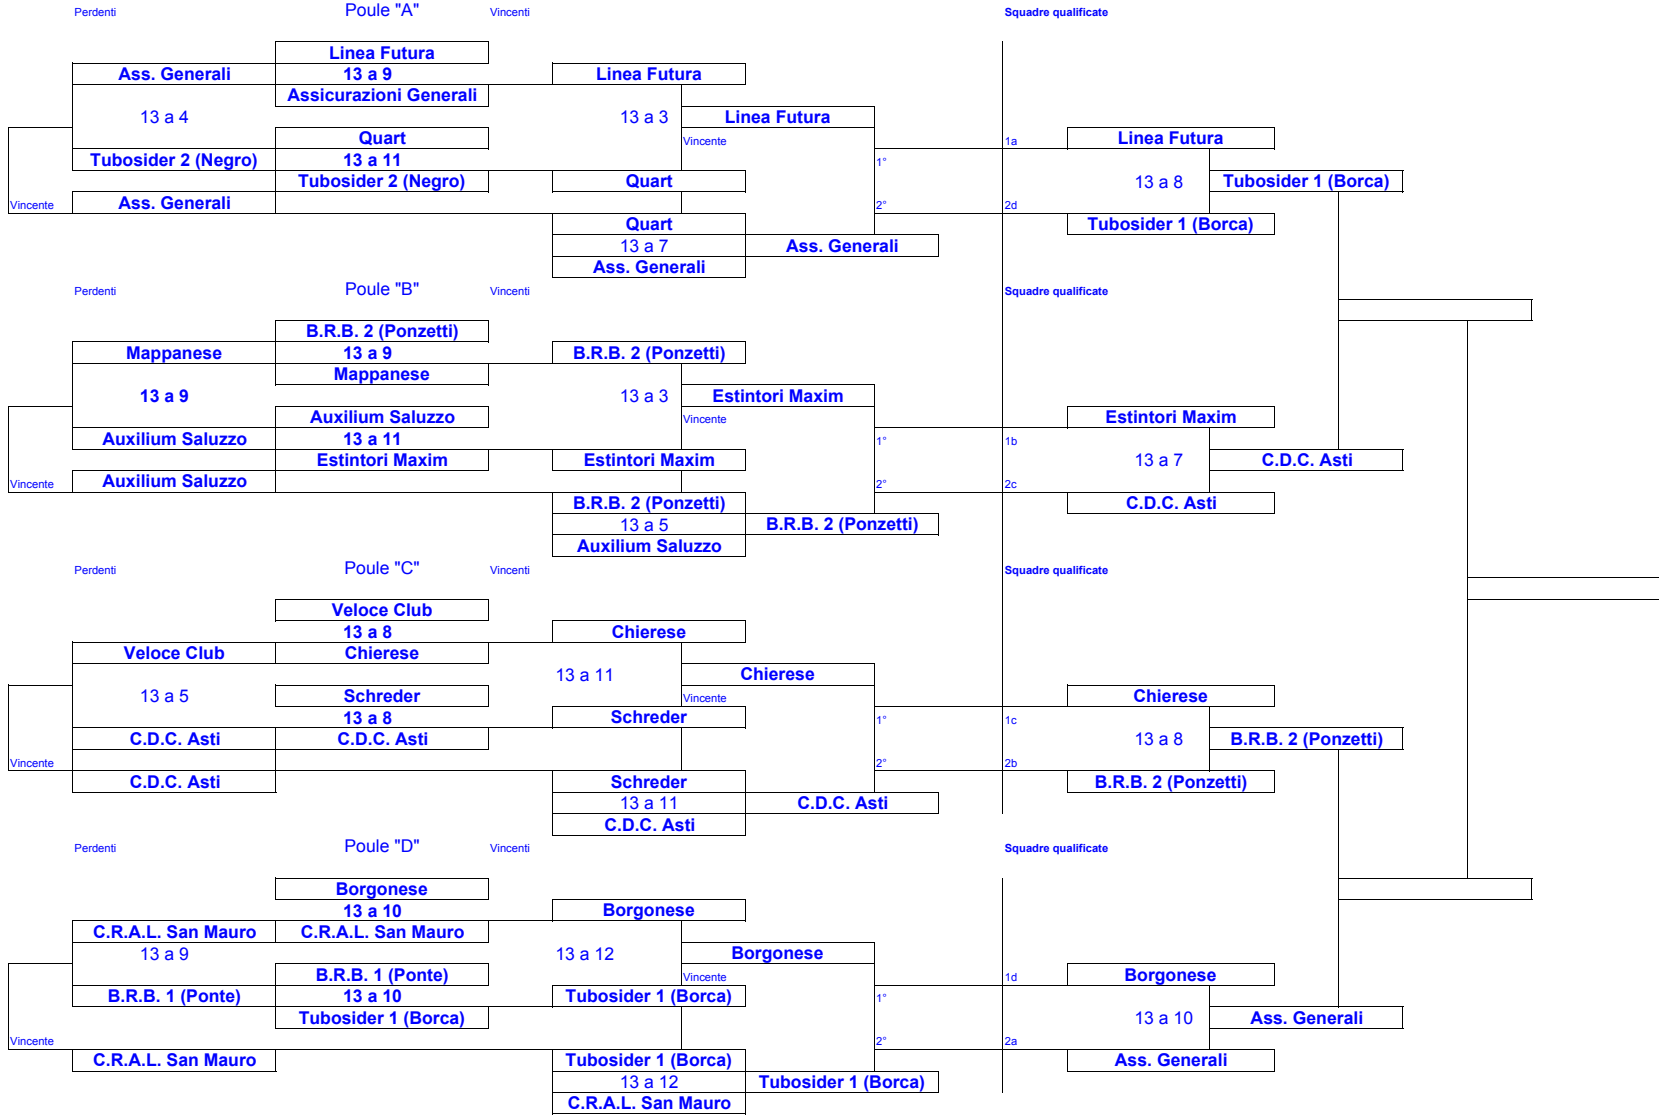 Perdenti Poule "A" Vincenti Squadre qualificate
Linea Futura
Ass. Generali 13 a 9 Linea Futura
Assicurazioni Generali
13 a 4 13 a 3 Linea Futura
Quart Vincente 1a Linea Futura
Tubosider 2 (Negro) 13 a 11 1°
Tubosider 2 (Negro) Quart 13 a 8 Tubosider 1 (Borca)
Vincente Ass. Generali 2° 2d
Quart Tubosider 1 (Borca)
13 a 7 Ass. Generali
Ass. Generali
Perdenti Poule "B" Vincenti Squadre qualificate
B.R.B. 2 (Ponzetti)
Mappanese 13 a 9 B.R.B. 2 (Ponzetti)
Mappanese
13 a 9 13 a 3 Estintori Maxim
Auxilium Saluzzo Vincente Estintori Maxim
Auxilium Saluzzo 13 a 11 1° 1b
Estintori Maxim Estintori Maxim 13 a 7 C.D.C. Asti
Vincente Auxilium Saluzzo 2° 2c
B.R.B. 2 (Ponzetti) C.D.C. Asti
13 a 5 B.R.B. 2 (Ponzetti)
Auxilium Saluzzo
Perdenti Poule "C" Vincenti Squadre qualificate
Veloce Club
13 a 8 Chierese
Veloce Club Chierese
13 a 11 Chierese
13 a 5 Schreder Vincente Chierese
13 a 8 Schreder 1° 1c
C.D.C. Asti C.D.C. Asti 13 a 8 B.R.B. 2 (Ponzetti)
Vincente 2° 2b
C.D.C. Asti Schreder B.R.B. 2 (Ponzetti)
13 a 11 C.D.C. Asti
C.D.C. Asti
Perdenti Poule "D" Vincenti Squadre qualificate
Borgonese
13 a 10 Borgonese
C.R.A.L. San Mauro C.R.A.L. San Mauro
13 a 9 13 a 12 Borgonese
B.R.B. 1 (Ponte) Vincente 1d Borgonese
B.R.B. 1 (Ponte) 13 a 10 Tubosider 1 (Borca) 1°
Tubosider 1 (Borca) 13 a 10 Ass. Generali
Vincente 2° 2a
C.R.A.L. San Mauro Tubosider 1 (Borca) Ass. Generali
13 a 12 Tubosider 1 (Borca)
C.R.A.L. San Mauro